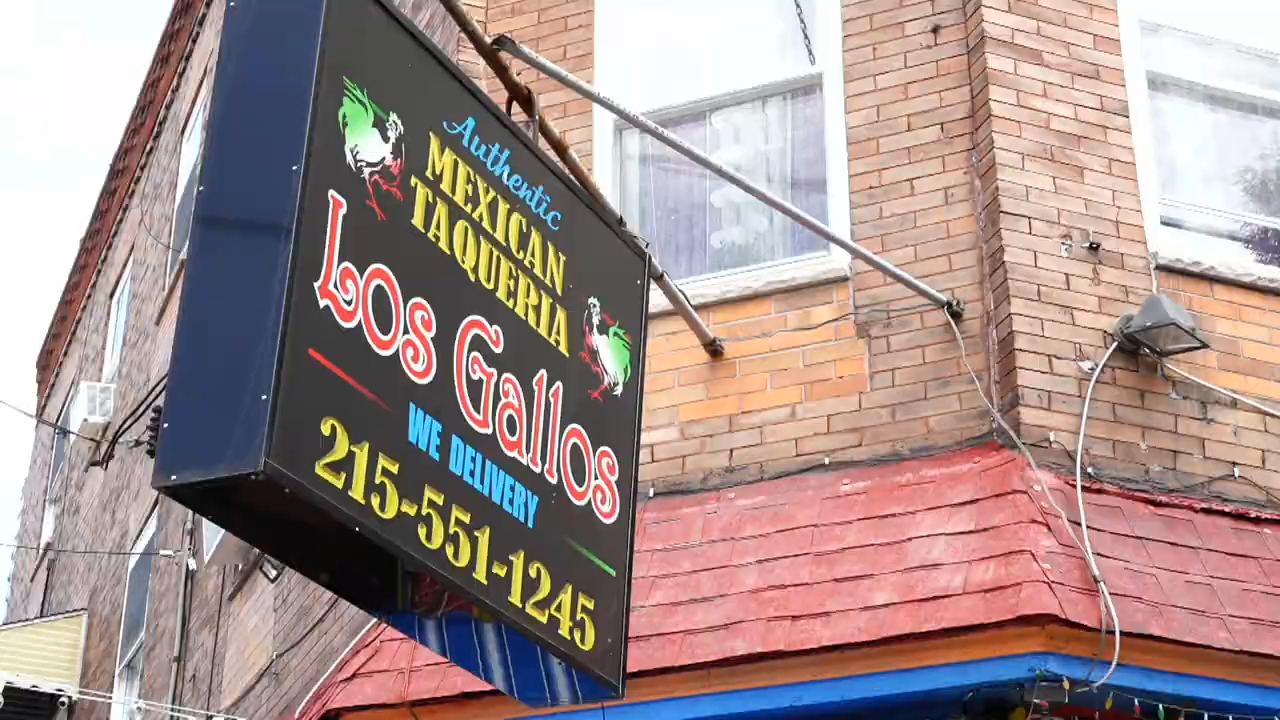 Authentic
MEXICAN
TAQUERIA
Los Gallos
WE DELIVERY
215-551-1245